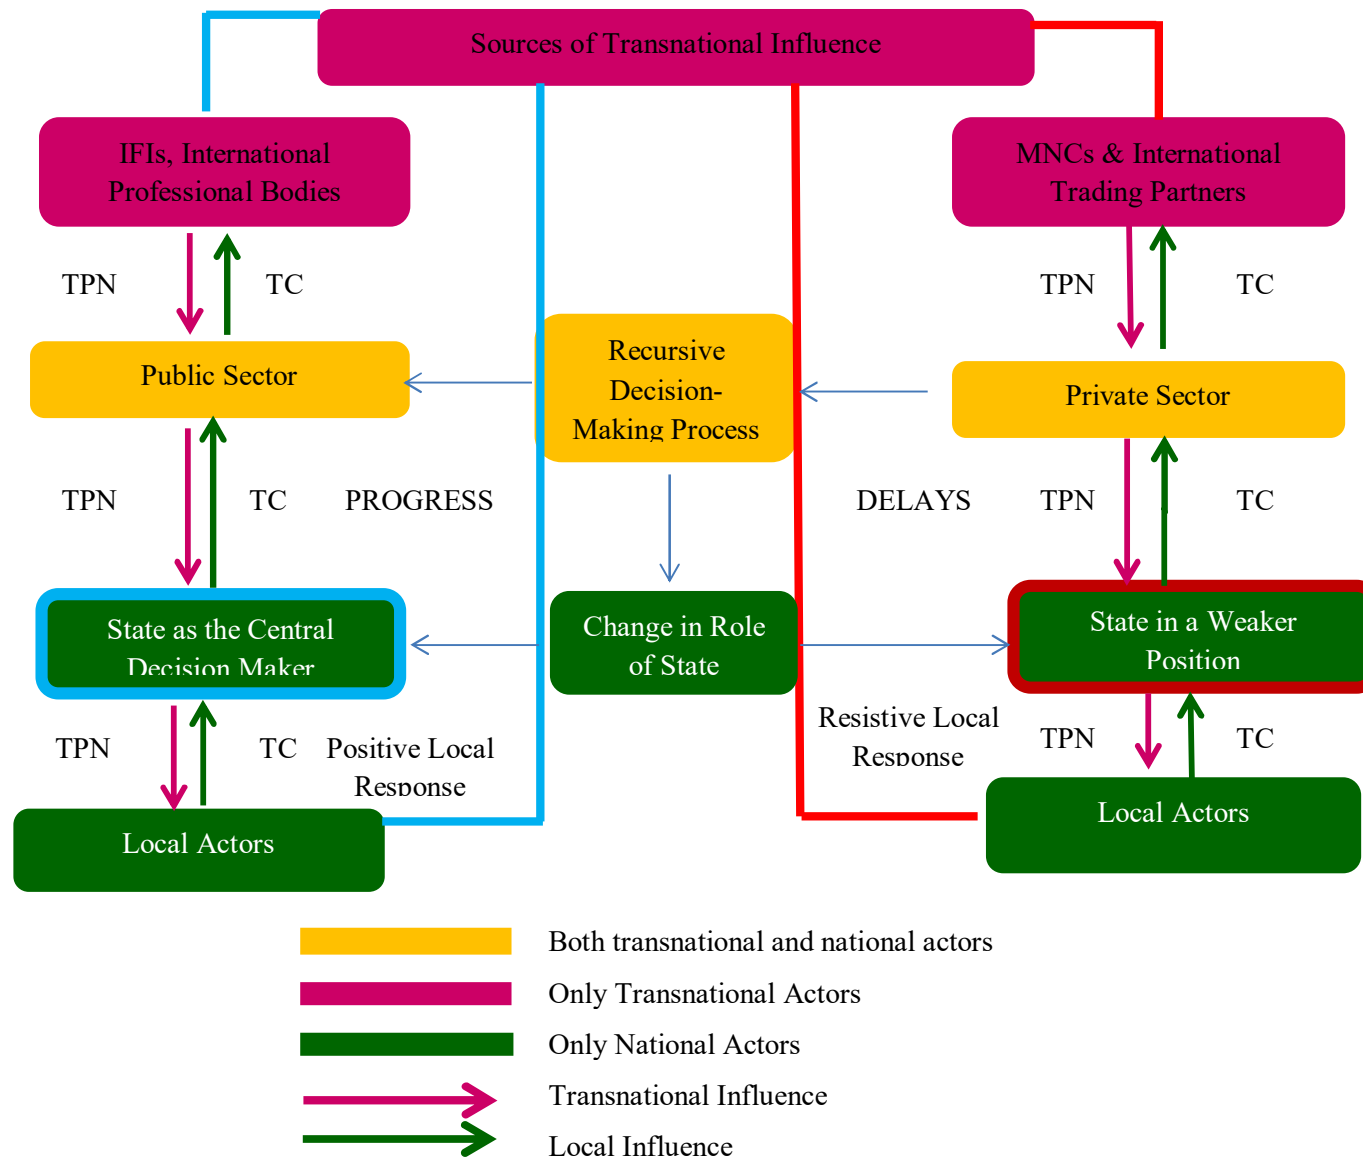 Sources of Transnational Influence
IFIs, International
Professional Bodies
MNCs & International
Trading Partners
TPN
TC
TPN
TC
Public Sector
Recursive
Decision-
Making Process
Private Sector
TPN
TC
PROGRESS
DELAYS
TPN
TC
State as the Central
Decision Maker
Change in Role
of State
State in a Weaker
Position
TPN
TC
Positive Local
Response
Resistive Local
Response
TPN
TC
Local Actors
Local Actors
Both transnational and national actors
Only Transnational Actors
Only National Actors
Transnational Influence
Local Influence